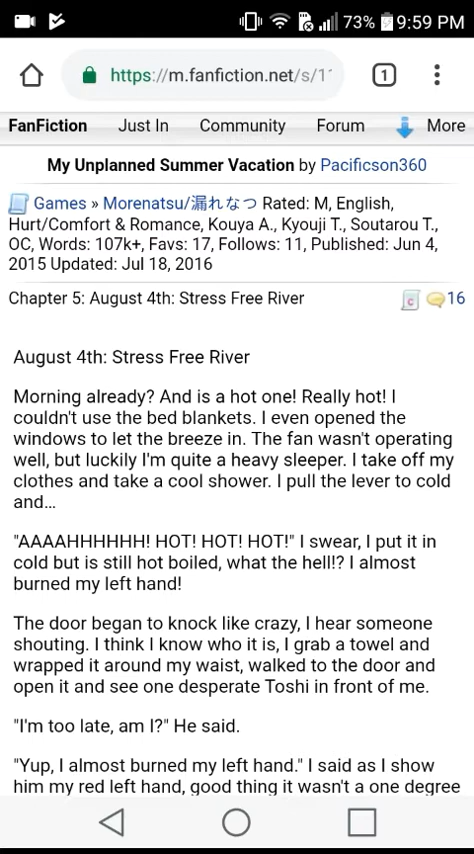 73% 9:59 PM
https://m.fanfiction.net/s/11
1
FanFiction Just In Community Forum More
My Unplanned Summer Vacation by Pacificson360
Games » Morenatsu/漏れなつ Rated: M, English,
Hurt/Comfort & Romance, Kouya A., Kyouji T., Soutarou T.,
OC, Words: 107k+, Favs: 17, Follows: 11, Published: Jun 4,
2015 Updated: Jul 18, 2016
Chapter 5: August 4th: Stress Free River
c 16
August 4th: Stress Free River
Morning already? And is a hot one! Really hot! I
couldn't use the bed blankets. I even opened the
windows to let the breeze in. The fan wasn't operating
well, but luckily I'm quite a heavy sleeper. I take off my
clothes and take a cool shower. I pull the lever to cold
and…
"AAAAHHHHHH! HOT! HOT! HOT!" I swear, I put it in
cold but is still hot boiled, what the hell!? I almost
burned my left hand!
The door began to knock like crazy, I hear someone
shouting. I think I know who it is, I grab a towel and
wrapped it around my waist, walked to the door and
open it and see one desperate Toshi in front of me.
"I'm too late, am I?" He said.
"Yup, I almost burned my left hand." I said as I show
him my red left hand, good thing it wasn't a one degree